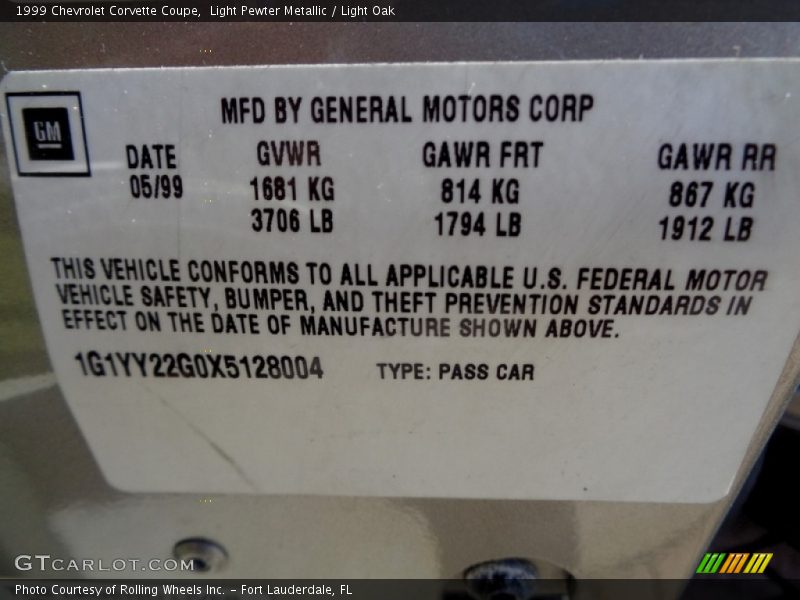 1999 Chevrolet Corvette Coupe,  Light Pewter Metallic / Light Oak
MFD BY GENERAL MOTORS CORP
GM
DATE GVWR GAWR FRT GAWR RR
05/99 1681 KG 814 KG 867 KG
3706 LB 1794 LB 1912 LB
THIS VEHICLE CONFORMS TO ALL APPLICABLE U.S. FEDERAL MOTOR
VEHICLE SAFETY, BUMPER, AND THEFT PREVENTION STANDARDS IN
EFFECT ON THE DATE OF MANUFACTURE SHOWN ABOVE.
1G1YY22G0X5128004 TYPE: PASS CAR
GTCARLOT.COM
Photo Courtesy of Rolling Wheels Inc. – Fort Lauderdale, FL